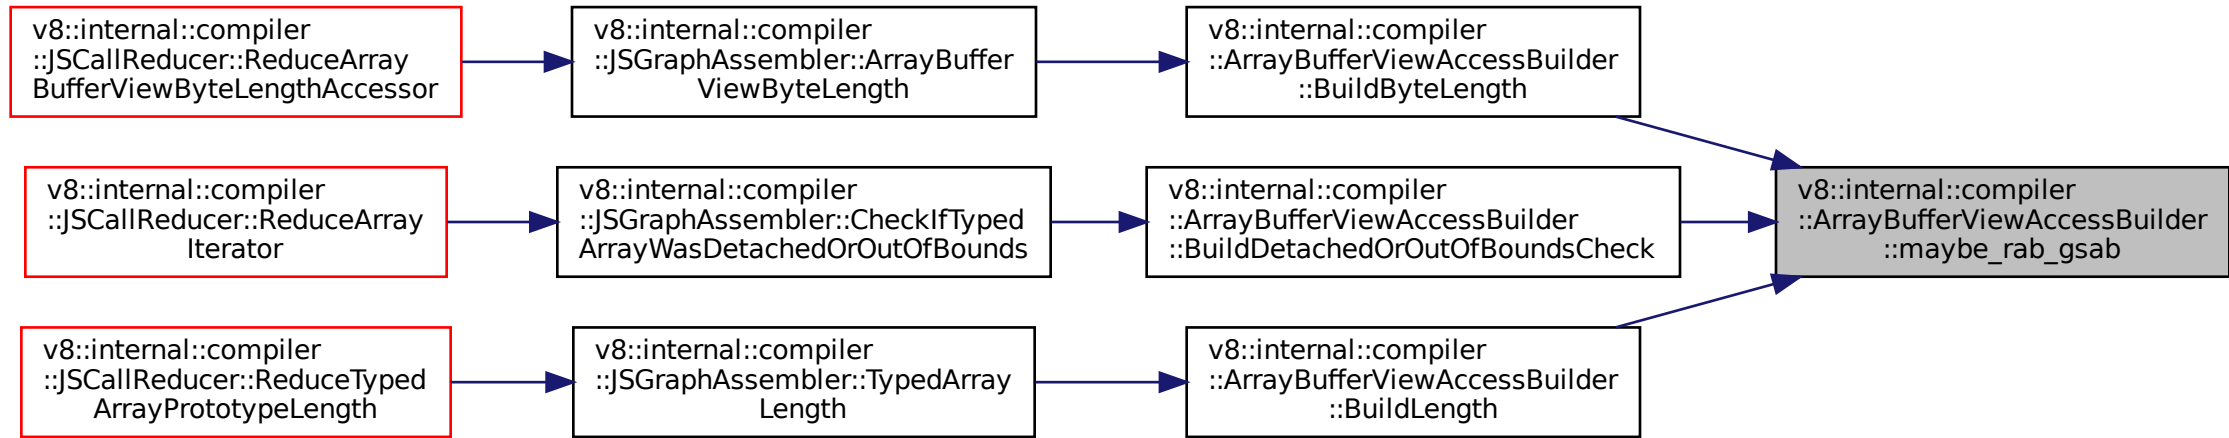 v8::internal::compiler
::JSCallReducer::ReduceArray
BufferViewByteLengthAccessor
v8::internal::compiler
::JSGraphAssembler::ArrayBuffer
ViewByteLength
v8::internal::compiler
::ArrayBufferViewAccessBuilder
::BuildByteLength
v8::internal::compiler
::JSCallReducer::ReduceArray
Iterator
v8::internal::compiler
::JSGraphAssembler::CheckIfTyped
ArrayWasDetachedOrOutOfBounds
v8::internal::compiler
::ArrayBufferViewAccessBuilder
::BuildDetachedOrOutOfBoundsCheck
v8::internal::compiler
::ArrayBufferViewAccessBuilder
::maybe_rab_gsab
v8::internal::compiler
::JSCallReducer::ReduceTyped
ArrayPrototypeLength
v8::internal::compiler
::JSGraphAssembler::TypedArray
Length
v8::internal::compiler
::ArrayBufferViewAccessBuilder
::BuildLength